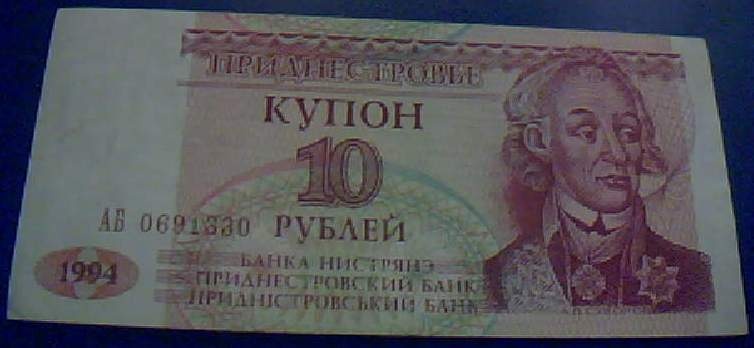 ПРИДНЕСТРОВЬЕ
КУПОН
10
АБ 0691330 РУБЛЕЙ
1994
БАНКА НИСТРЯНЭ
ПРИДНЕСТРОВСКИЙ БАНК
ПРИДНІСТРОВСЬКИЙ БАНК